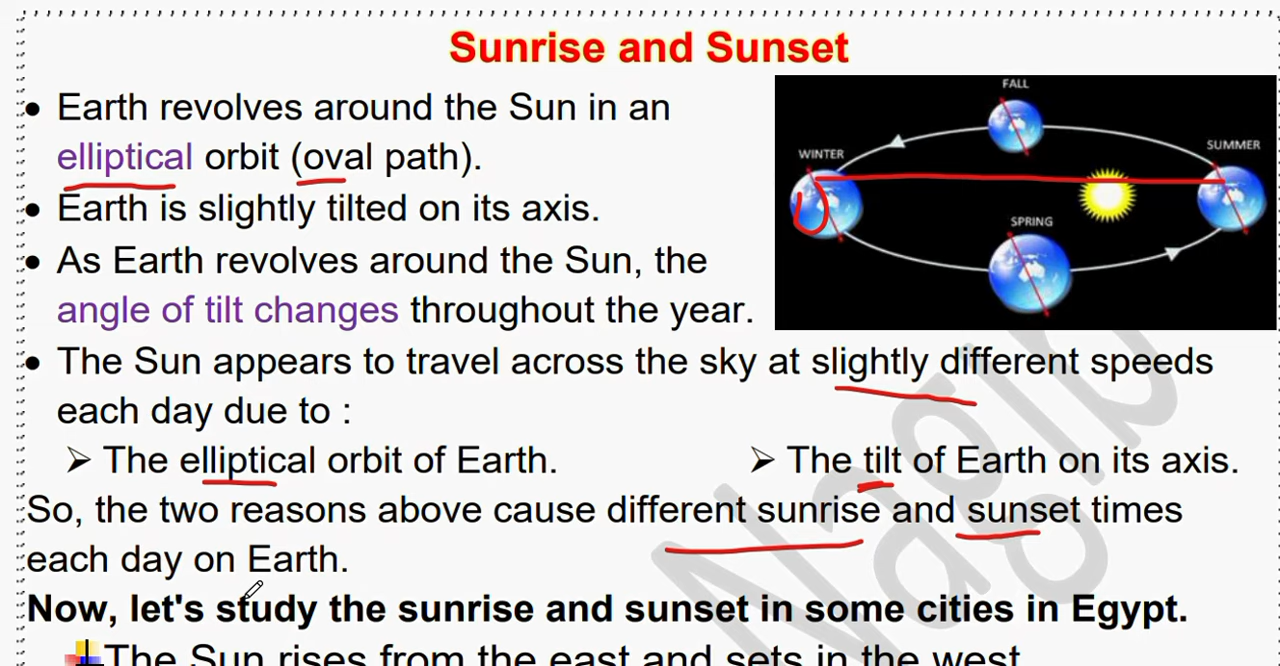 Sunrise and Sunset
• Earth revolves around the Sun in an
elliptical orbit (oval path).
• Earth is slightly tilted on its axis.
• As Earth revolves around the Sun, the
angle of tilt changes throughout the year.
FALL
WINTER
SUMMER
SPRING
• The Sun appears to travel across the sky at slightly different speeds
each day due to :
➢ The elliptical orbit of Earth. ➢ The tilt of Earth on its axis.
So, the two reasons above cause different sunrise and sunset times
each day on Earth.
Now, let's study the sunrise and sunset in some cities in Egypt.
The Sun rises from the east and sets in the west
Nagib